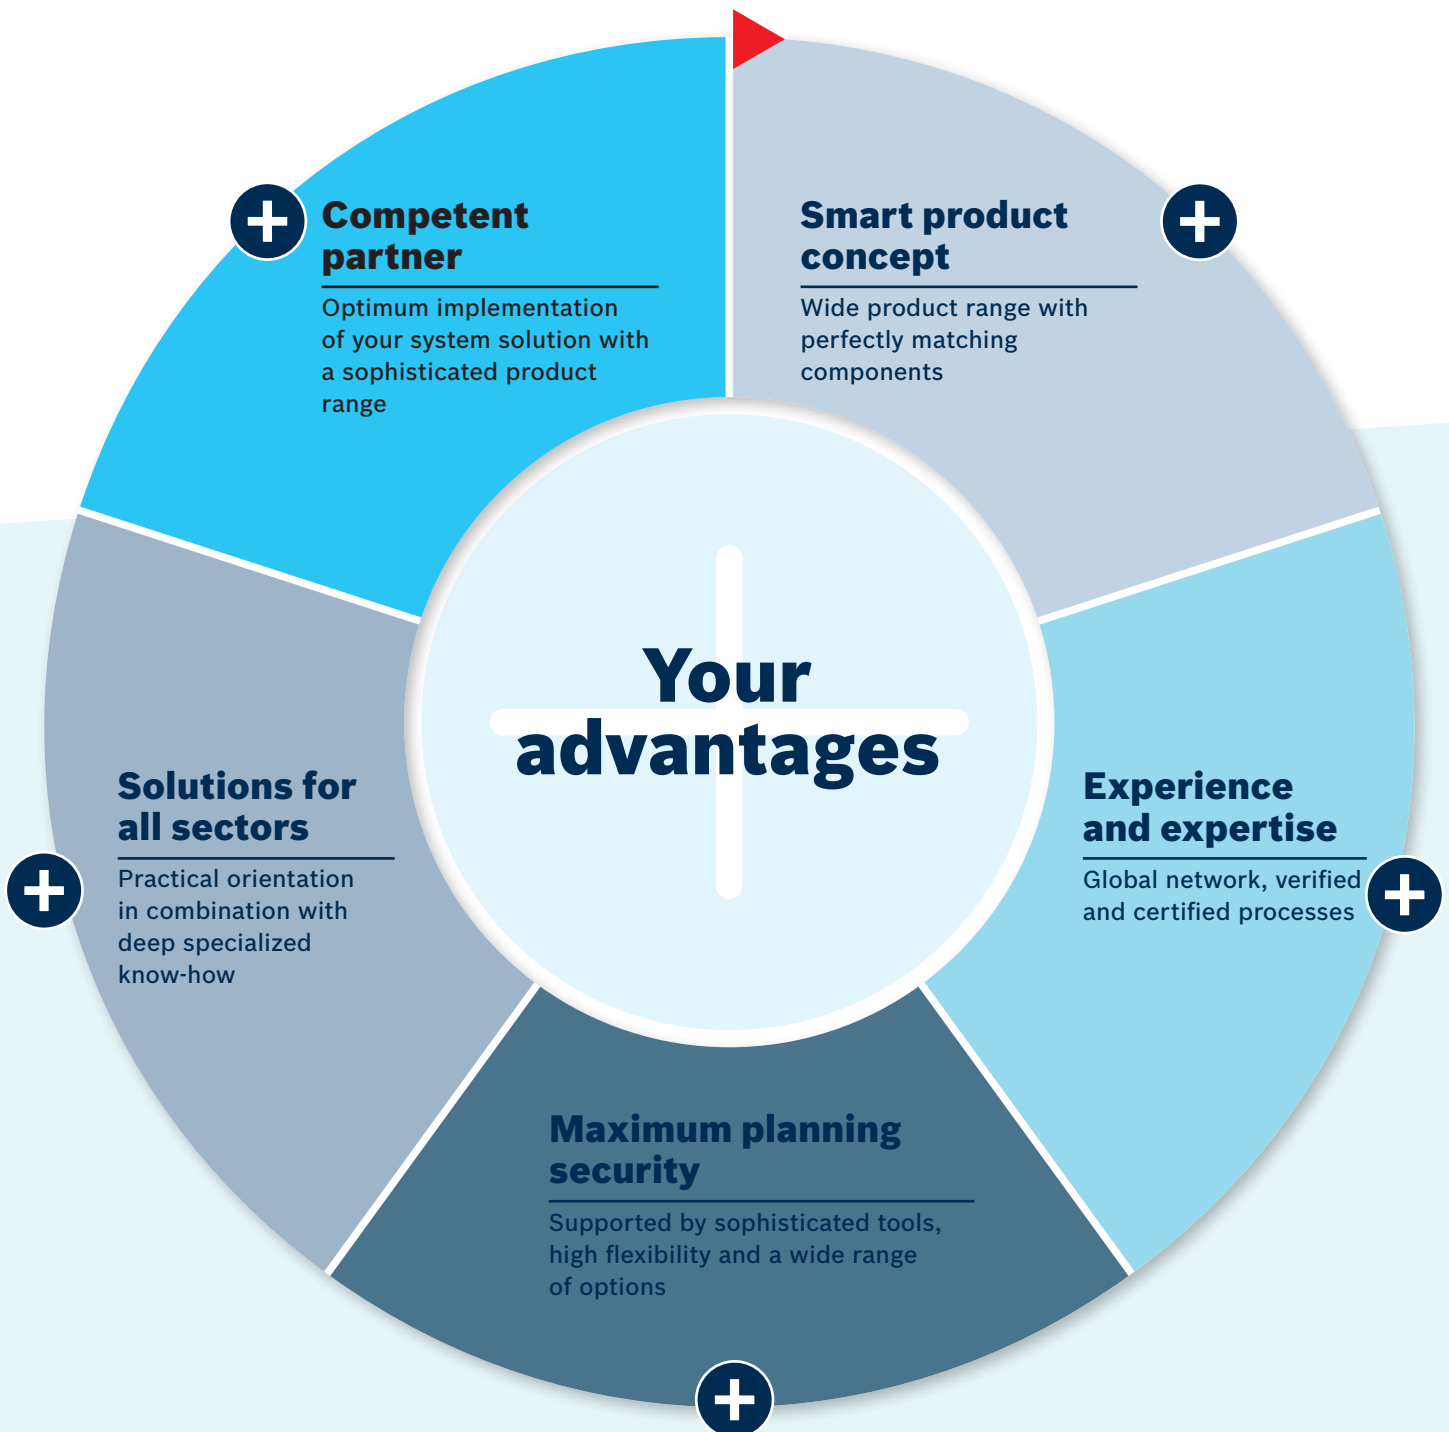 Your
advantages
Smart product
concept
Wide product range with
perfectly matching
components
Experience
and expertise
Global network, verified
and certified processes
Maximum planning
security
Supported by sophisticated tools,
high flexibility and a wide range
of options
Solutions for
all sectors
Practical orientation
in combination with
deep specialized
know-how
Competent
partner
Optimum implementation
of your system solution with
a sophisticated product
range